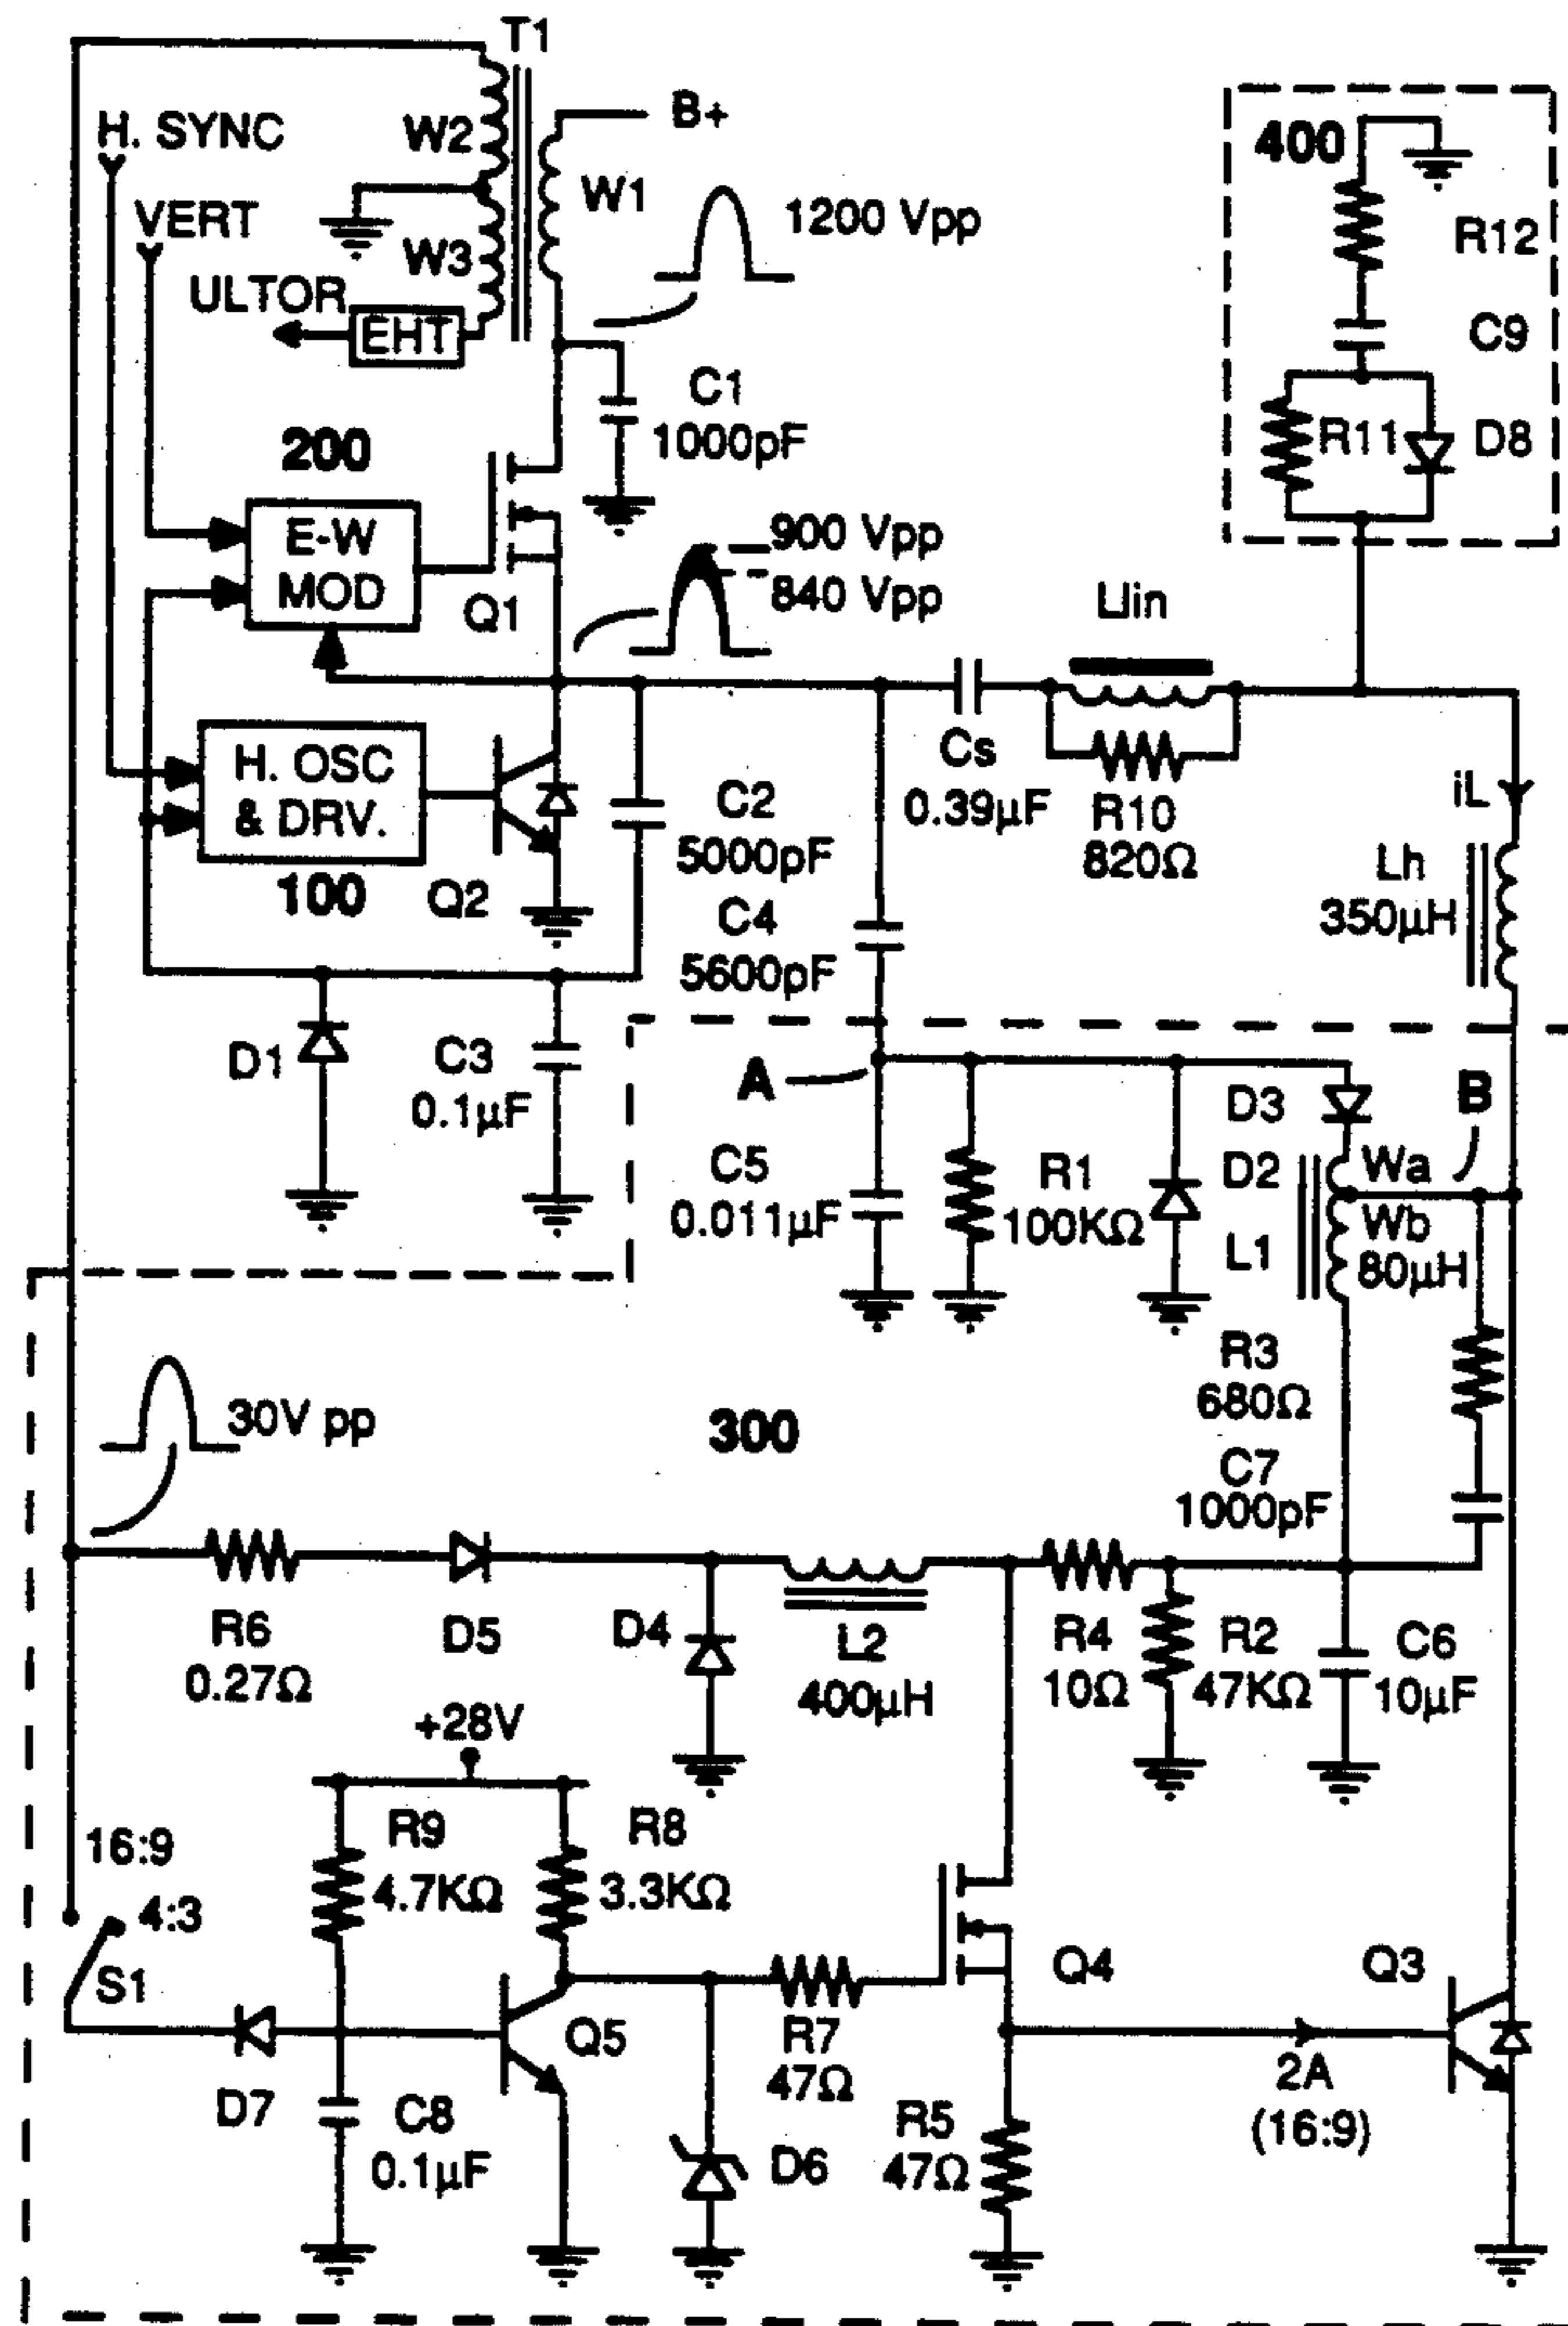 T1
H. SYNC
W2
B+
400
VERT
W1
1200 Vpp
R12
W3
ULTOR
EHT
C9
C1
1000pF
200
R11
D8
E-W
MOD
Q1
900 Vpp
840 Vpp
Llin
H. OSC
& DRV.
100
Q2
C2
5000pF
Cs
0.39µF
R10
820Ω
iL
Lh
350µH
C4
5600pF
D1
C3
0.1µF
A
D3
B
C5
0.011µF
R1
100KΩ
D2
L1
Wa
Wb
80µH
R3
680Ω
30V pp
300
C7
1000pF
R6
0.27Ω
D5
D4
L2
400µH
R4
10Ω
R2
47KΩ
C6
10µF
+28V
16:9
4:3
S1
R9
4.7KΩ
R8
3.3KΩ
Q4
Q3
Q5
R7
47Ω
2A
(16:9)
D7
C8
0.1µF
D6
R5
47Ω